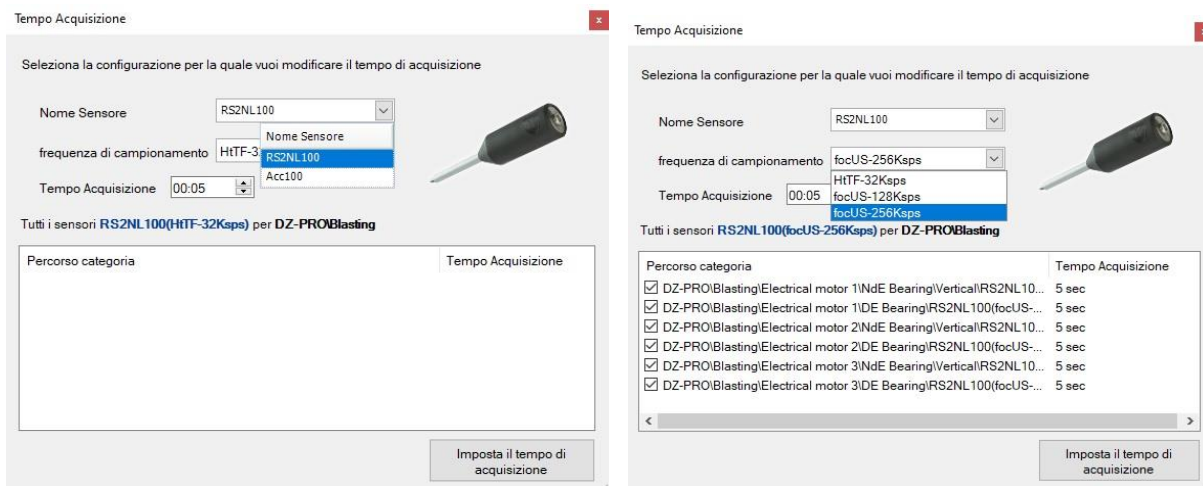 Tempo Acquisizione
x
Seleziona la configurazione per la quale vuoi modificare il tempo di acquisizione
Nome Sensore
RS2NL100
Nome Sensore
frequenza di campionamento
HtTF-3
RS2NL100
Acc100
Tempo Acquisizione
00:05
Tutti i sensori RS2NL100(HtTF-32Ksps) per DZ-PRO\Blasting
Percorso categoria
Tempo Acquisizione
Imposta il tempo di
acquisizione
Tempo Acquisizione
Seleziona la configurazione per la quale vuoi modificare il tempo di acquisizione
Nome Sensore
RS2NL100
frequenza di campionamento
focUS-256Ksps
HtTF-32Ksps
focUS-128Ksps
focUS-256Ksps
Tempo Acquisizione
00:05
Tutti i sensori RS2NL100(focUS-256Ksps) per DZ-PRO\Blasting
Percorso categoria
Tempo Acquisizione
DZ-PRO\Blasting\Electrical motor 1\NdE Bearing\Vertical\RS2NL10... 5 sec
DZ-PRO\Blasting\Electrical motor 1\DE Bearing\RS2NL100(focUS-... 5 sec
DZ-PRO\Blasting\Electrical motor 2\NdE Bearing\Vertical\RS2NL10... 5 sec
DZ-PRO\Blasting\Electrical motor 2\DE Bearing\RS2NL100(focUS-... 5 sec
DZ-PRO\Blasting\Electrical motor 3\NdE Bearing\Vertical\RS2NL10... 5 sec
DZ-PRO\Blasting\Electrical motor 3\DE Bearing\RS2NL100(focUS-... 5 sec
Imposta il tempo di
acquisizione